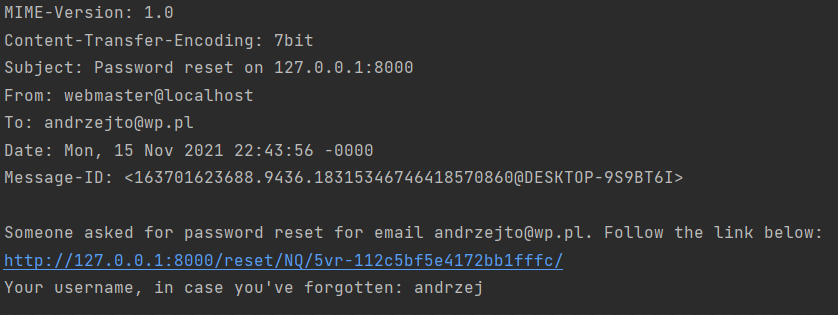 MIME-Version: 1.0
Content-Transfer-Encoding: 7bit
Subject: Password reset on 127.0.0.1:8000
From: webmaster@localhost
To: andrzejto@wp.pl
Date: Mon, 15 Nov 2021 22:43:56 -0000
Message-ID: <163701623688.9436.18315346746418570860@DESKTOP-9S9BT6I>
Someone asked for password reset for email andrzejto@wp.pl. Follow the link below:
http://127.0.0.1:8000/reset/NQ/5vr-112c5bf5e4172bb1fffc/
Your username, in case you've forgotten: andrzej